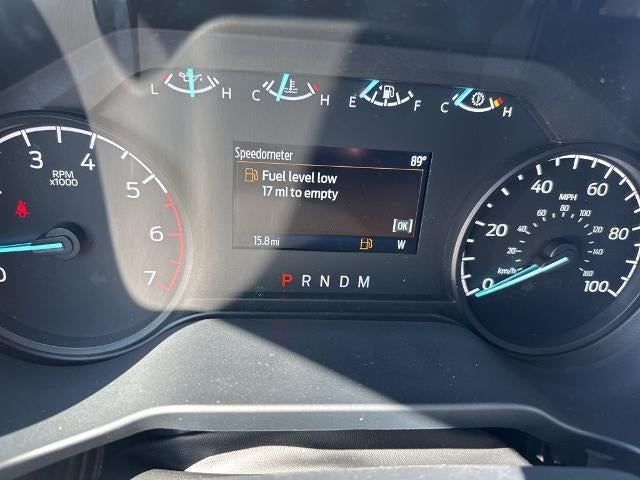 L H C H E F C H
Speedometer 89°
Fuel level low
17 mi to empty
[OK]
15.8 mi W
P R N D M
0 3 4 5 6 7
RPM
x1000
0 20 40 60 80 100
MPH
20 40 60 80 100 120 140 160
km/h